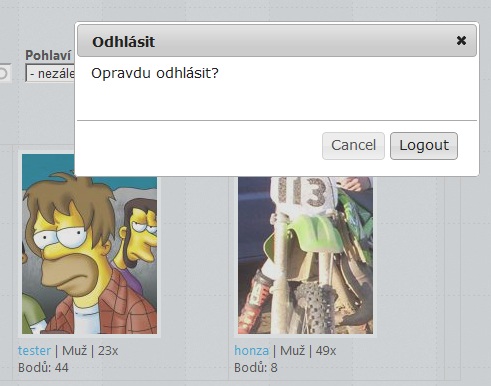 Odhlásit
Opravdu odhlásit?
Cancel Logout
Pohlaví
- nezále
113
tester | Muž | 23x
Bodů: 44
honza | Muž | 49x
Bodů: 8